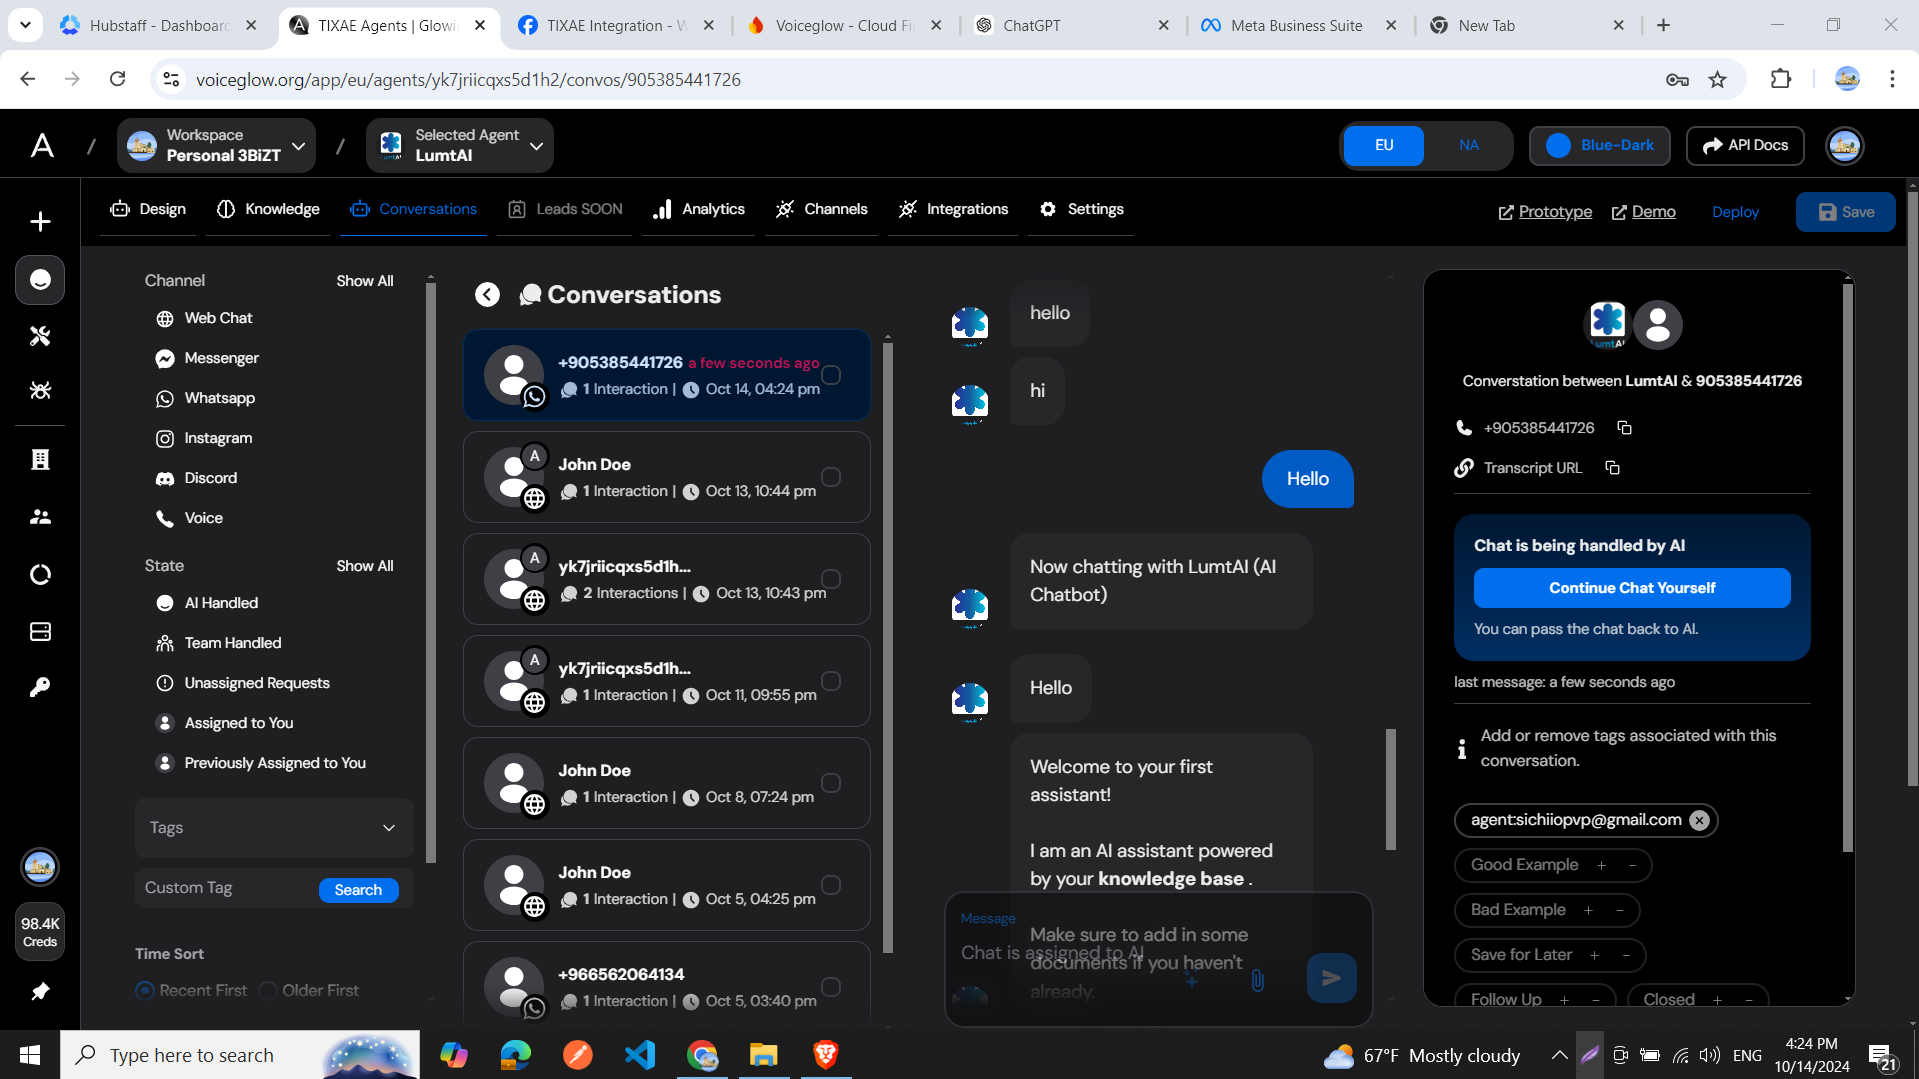 Hubstaff - Dashboard
TIXAE Agents | Glowin
TIXAE Integration - W
Voiceglow - Cloud Fi
ChatGPT
Meta Business Suite
New Tab
voiceglow.org/app/eu/agents/yk7jriicqxs5d1h2/convos/905385441726
A
/
Workspace
Personal 3BiZT
/
Selected Agent
LumtAI
EU
NA
Blue-Dark
API Docs
Design
Knowledge
Conversations
Leads SOON
Analytics
Channels
Integrations
Settings
Prototype
Demo
Deploy
Save
Channel
Show All
Web Chat
Messenger
Whatsapp
Instagram
Discord
Voice
State
Show All
AI Handled
Team Handled
Unassigned Requests
Assigned to You
Previously Assigned to You
Tags
Custom Tag
Search
Time Sort
Recent First
Older First
98.4K
Creds
Conversations
+905385441726 a few seconds ago
1 Interaction | Oct 14, 04:24 pm
A
John Doe
1 Interaction | Oct 13, 10:44 pm
A
yk7jriicqxs5d1h...
2 Interactions | Oct 13, 10:43 pm
A
yk7jriicqxs5d1h...
1 Interaction | Oct 11, 09:55 pm
John Doe
1 Interaction | Oct 8, 07:24 pm
John Doe
1 Interaction | Oct 5, 04:25 pm
+966562064134
1 Interaction | Oct 5, 03:40 pm
hello
hi
Hello
Now chatting with LumtAI (AI
Chatbot)
Hello
Welcome to your first
assistant!
I am an AI assistant powered
by your knowledge base .
Make sure to add in some
documents if you haven't
already.
Message
Chat is assigned to AI
LumtAI
Converstation between LumtAI & 905385441726
+905385441726
Transcript URL
Chat is being handled by AI
Continue Chat Yourself
You can pass the chat back to AI.
last message: a few seconds ago
Add or remove tags associated with this
conversation.
agent:sichiiopvp@gmail.com
Good Example + -
Bad Example + -
Save for Later + -
Follow Up + -
Closed + -
Type here to search
67°F Mostly cloudy
ENG
4:24 PM
10/14/2024
21